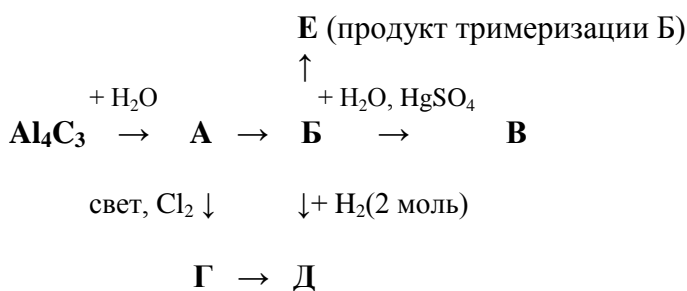 Е (продукт тримеризации Б)
↑
+ H₂O + H₂O, HgSO₄
Al₄C₃ → А → Б → В
свет, Cl₂ ↓ ↓+ H₂(2 моль)
Г → Д